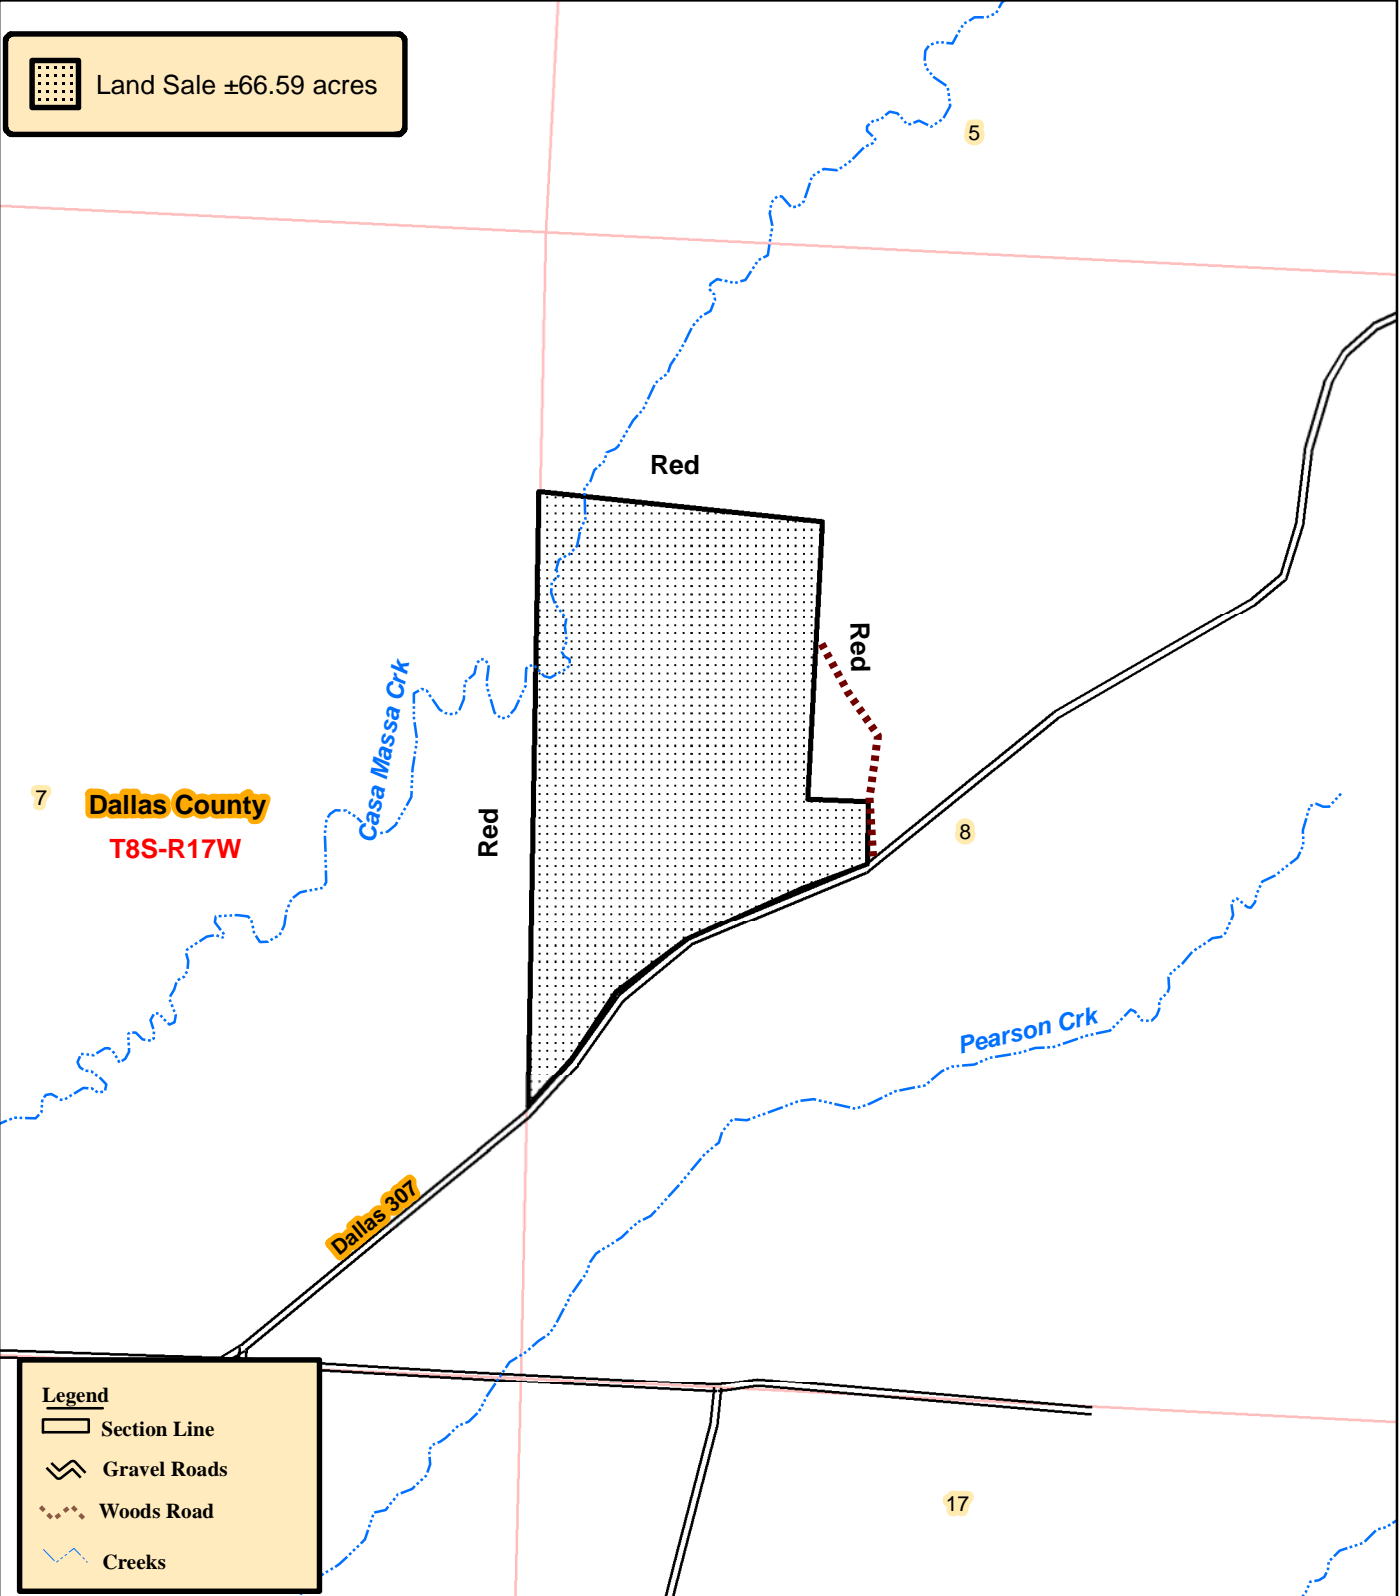 Land Sale ±66.59 acres
5
Red
Red
Casa Massa Crk
7
Dallas County
T8S-R17W
Red
8
Pearson Crk
Dallas 307
Legend
Section Line
Gravel Roads
Woods Road
Creeks
17